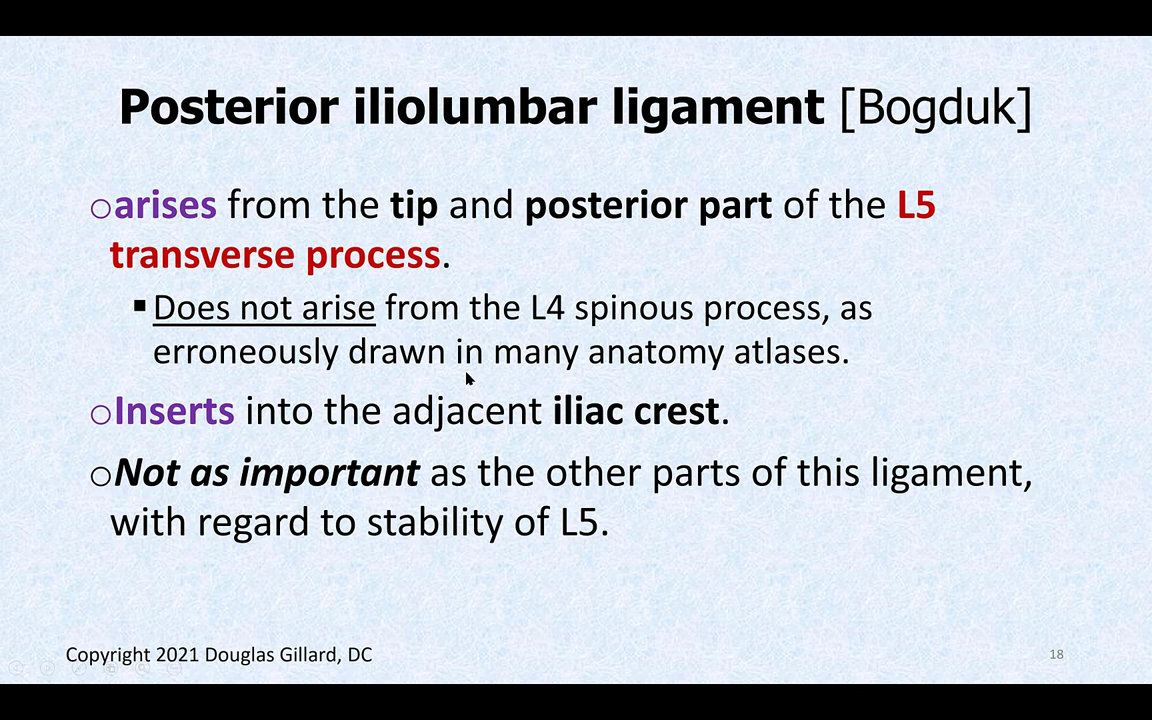 Posterior iliolumbar ligament [Bogduk]
○arises from the tip and posterior part of the L5
transverse process.
▪Does not arise from the L4 spinous process, as
erroneously drawn in many anatomy atlases.
○Inserts into the adjacent iliac crest.
○Not as important as the other parts of this ligament,
with regard to stability of L5.
Copyright 2021 Douglas Gillard, DC
18